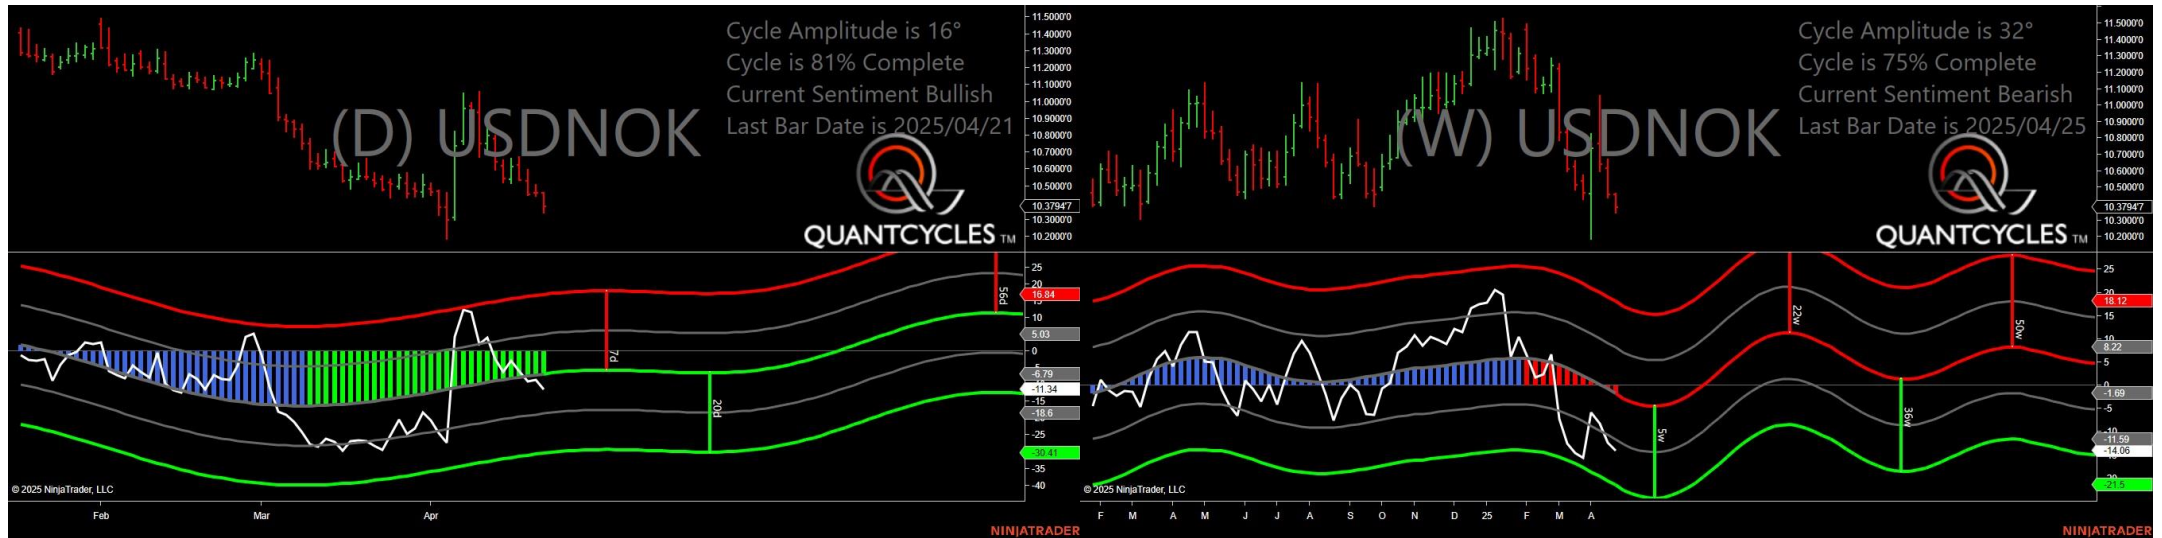 Cycle Amplitude is 16°
Cycle is 81% Complete
Current Sentiment Bullish
Last Bar Date is 2025/04/21
(D) USDNOK
QUANTCYCLES TM
11.5000'0
11.4000'0
11.3000'0
11.2000'0
11.1000'0
11.0000'0
10.9000'0
10.8000'0
10.7000'0
10.6000'0
10.5000'0
10.3794'7
10.3000'0
10.2000'0
56d
7d
20d
25
20
16.84
10
5.03
0
-6.79
-11.34
-15
-18.6
-25
-30.41
-35
-40
© 2025 NinjaTrader, LLC
Feb
Mar
Apr
NINJATRADER
Cycle Amplitude is 32°
Cycle is 75% Complete
Current Sentiment Bearish
Last Bar Date is 2025/04/25
(W) USDNOK
QUANTCYCLES TM
11.5000'0
11.4000'0
11.3000'0
11.2000'0
11.1000'0
11.0000'0
10.9000'0
10.8000'0
10.7000'0
10.6000'0
10.5000'0
10.3794'7
10.3000'0
10.2000'0
22w
50w
5w
36w
25
20
18.12
15
10
8.22
5
0
-1.69
-5
-10
-11.59
-14.06
-21.5
© 2025 NinjaTrader, LLC
F M A M J J A S O N D 25 F M A
NINJATRADER